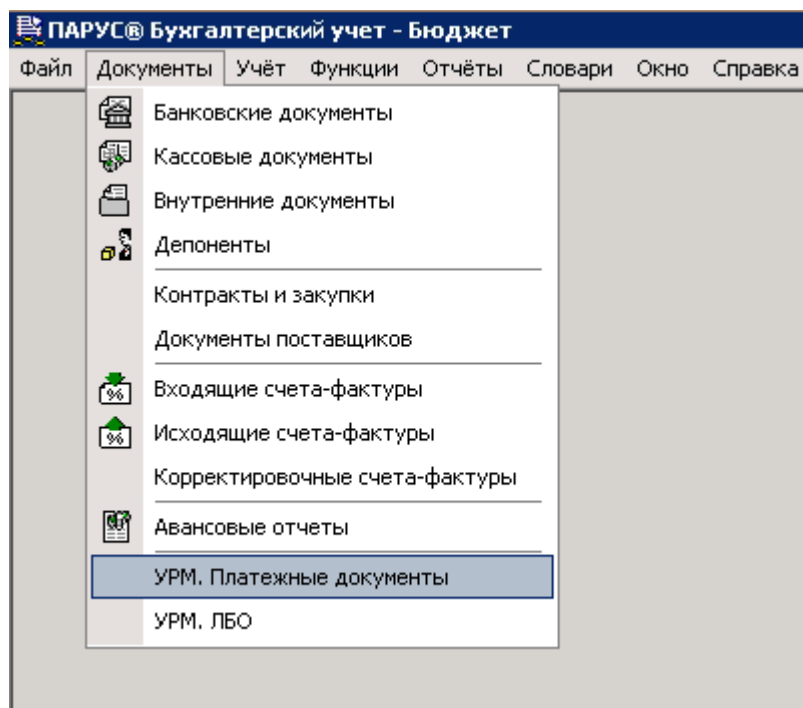 ПАРУС® Бухгалтерский учет - Бюджет
Файл Документы Учёт Функции Отчёты Словари Окно Справка
Банковские документы
Кассовые документы
Внутренние документы
Депоненты
Контракты и закупки
Документы поставщиков
Входящие счета-фактуры
Исходящие счета-фактуры
Корректировочные счета-фактуры
Авансовые отчеты
УРМ. Платежные документы
УРМ. ЛБО